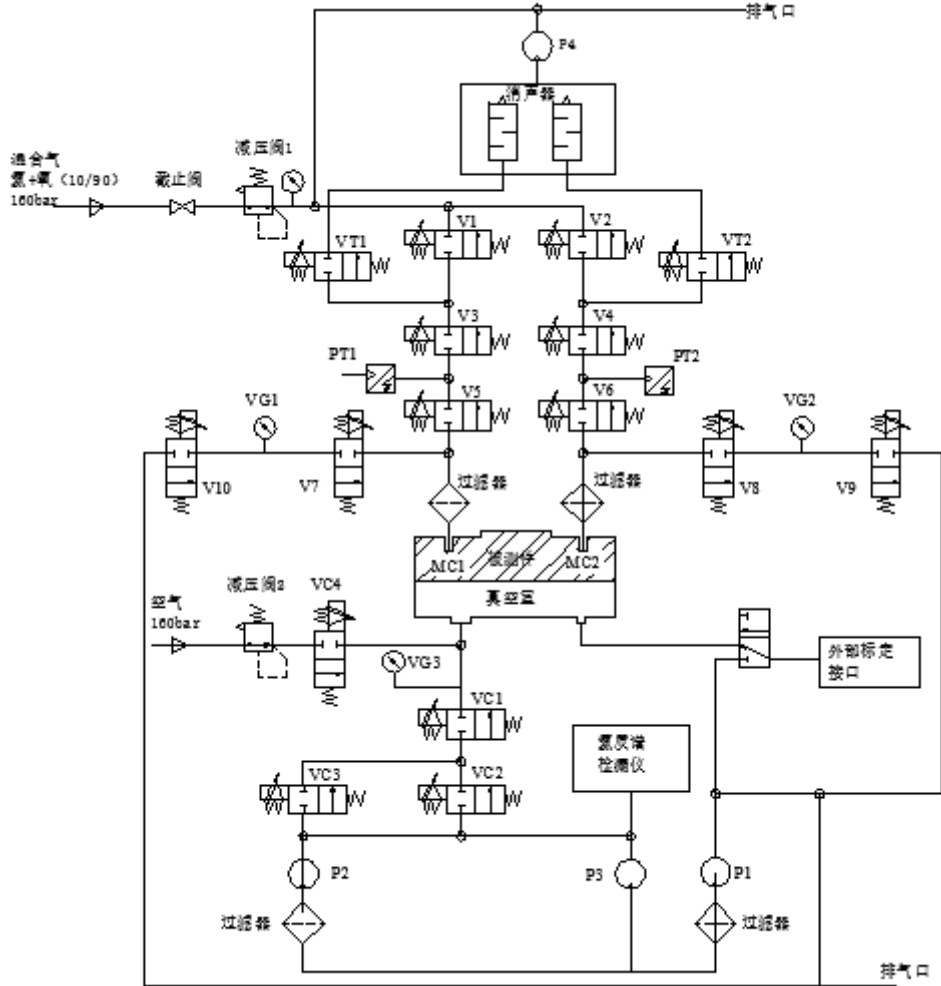 排气口
P4
消声器
减压阀1
混合气
氦+氧（10/90）
160bar
截止阀
V1
V2
VT1
VT2
V3
V4
PT1
PT2
V5
V6
VG1
VG2
V10
V7
过滤器
过滤器
V8
V9
MC1
被测件
MC2
真空室
减压阀2
VC4
空气
160bar
VG3
外部标定
接口
VC1
氦质谱
检漏仪
VC3
VC2
P2
P3
P1
过滤器
过滤器
排气口